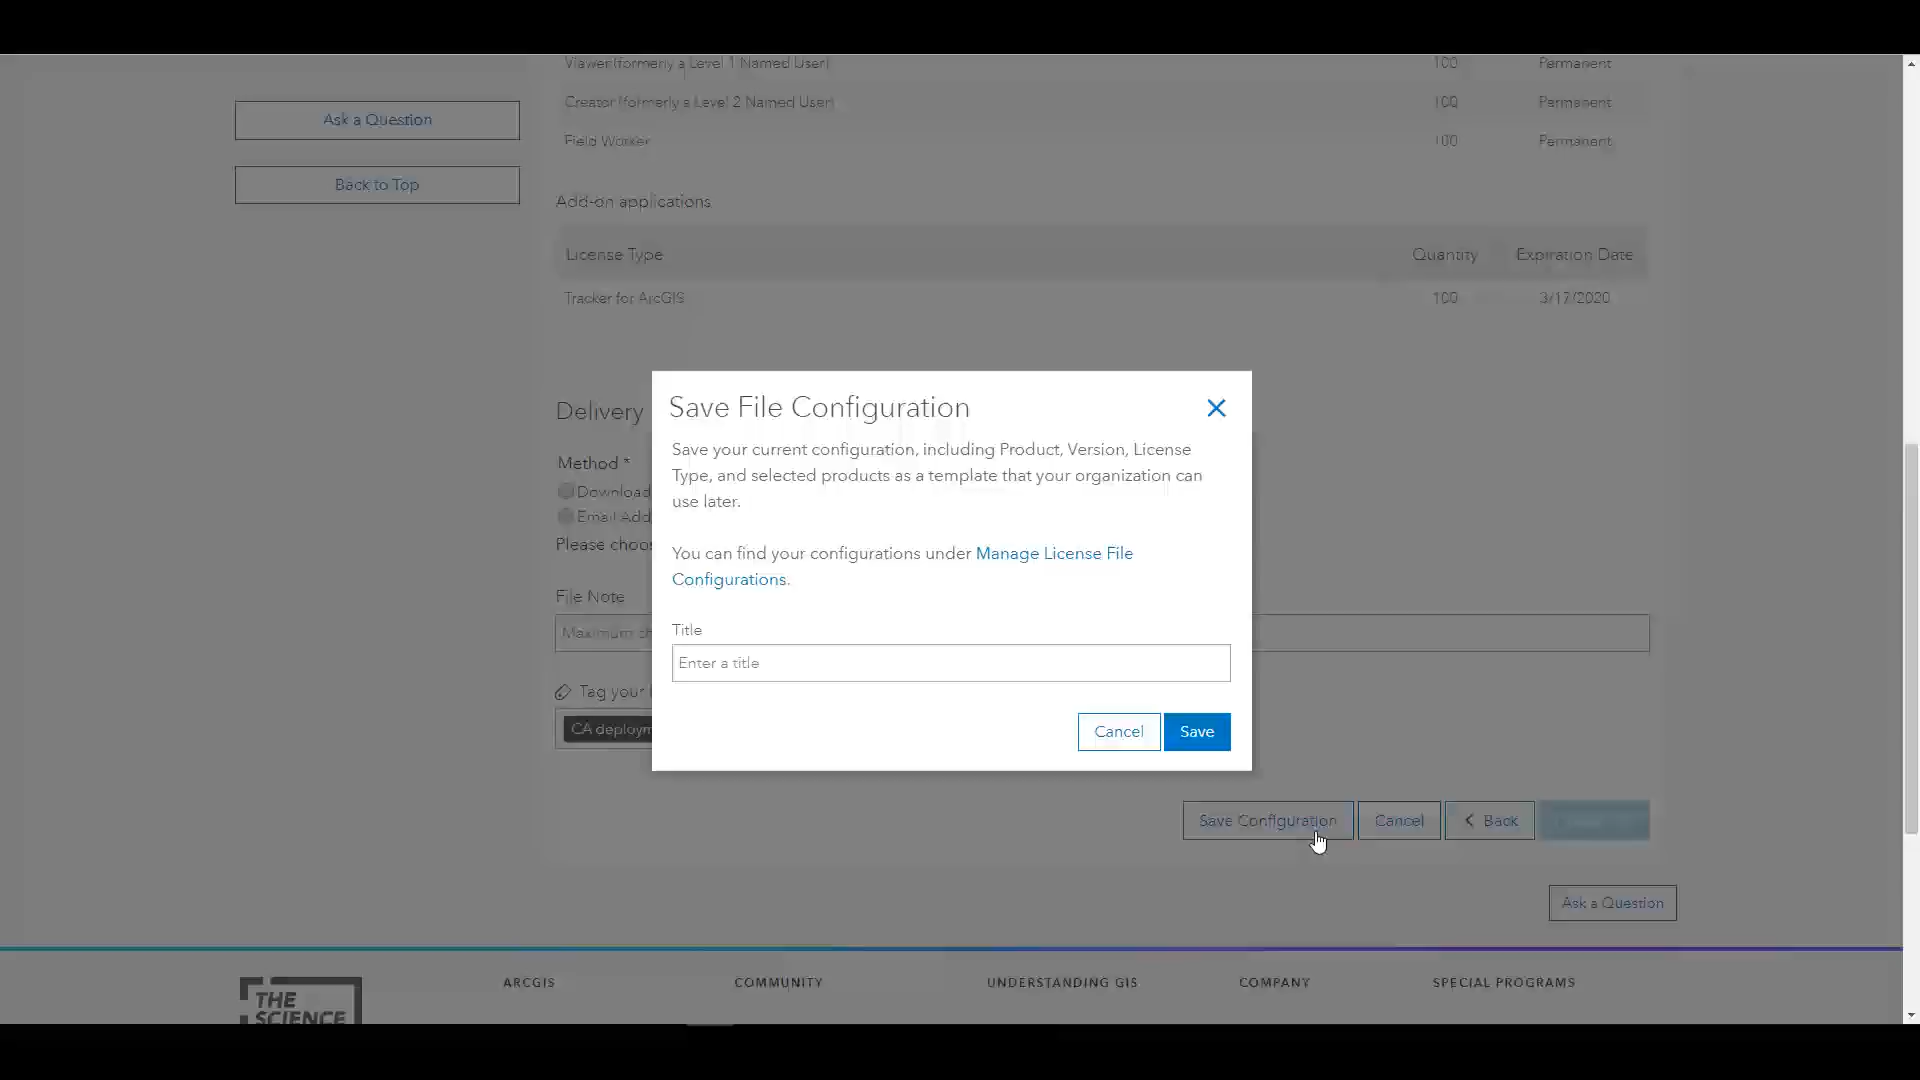 Viewer (formerly a Level 1 Named User) 100 Permanent
Ask a Question
Creator (formerly a Level 2 Named User) 100 Permanent
Field Worker 100 Permanent
Back to Top
Add-on applications
License Type Quantity Expiration Date
Tracker for ArcGIS 100 3/17/2020
Delivery
Method *
Download
Email Add
Please choos
File Note
Maximum ch
Tag your
CA deploym
Save File Configuration
Save your current configuration, including Product, Version, License
Type, and selected products as a template that your organization can
use later.
You can find your configurations under Manage License File
Configurations.
Title
Enter a title
Cancel Save
Save Configuration Cancel Back
Ask a Question
ARCGIS COMMUNITY UNDERSTANDING GIS COMPANY SPECIAL PROGRAMS
THE
SCIENCE